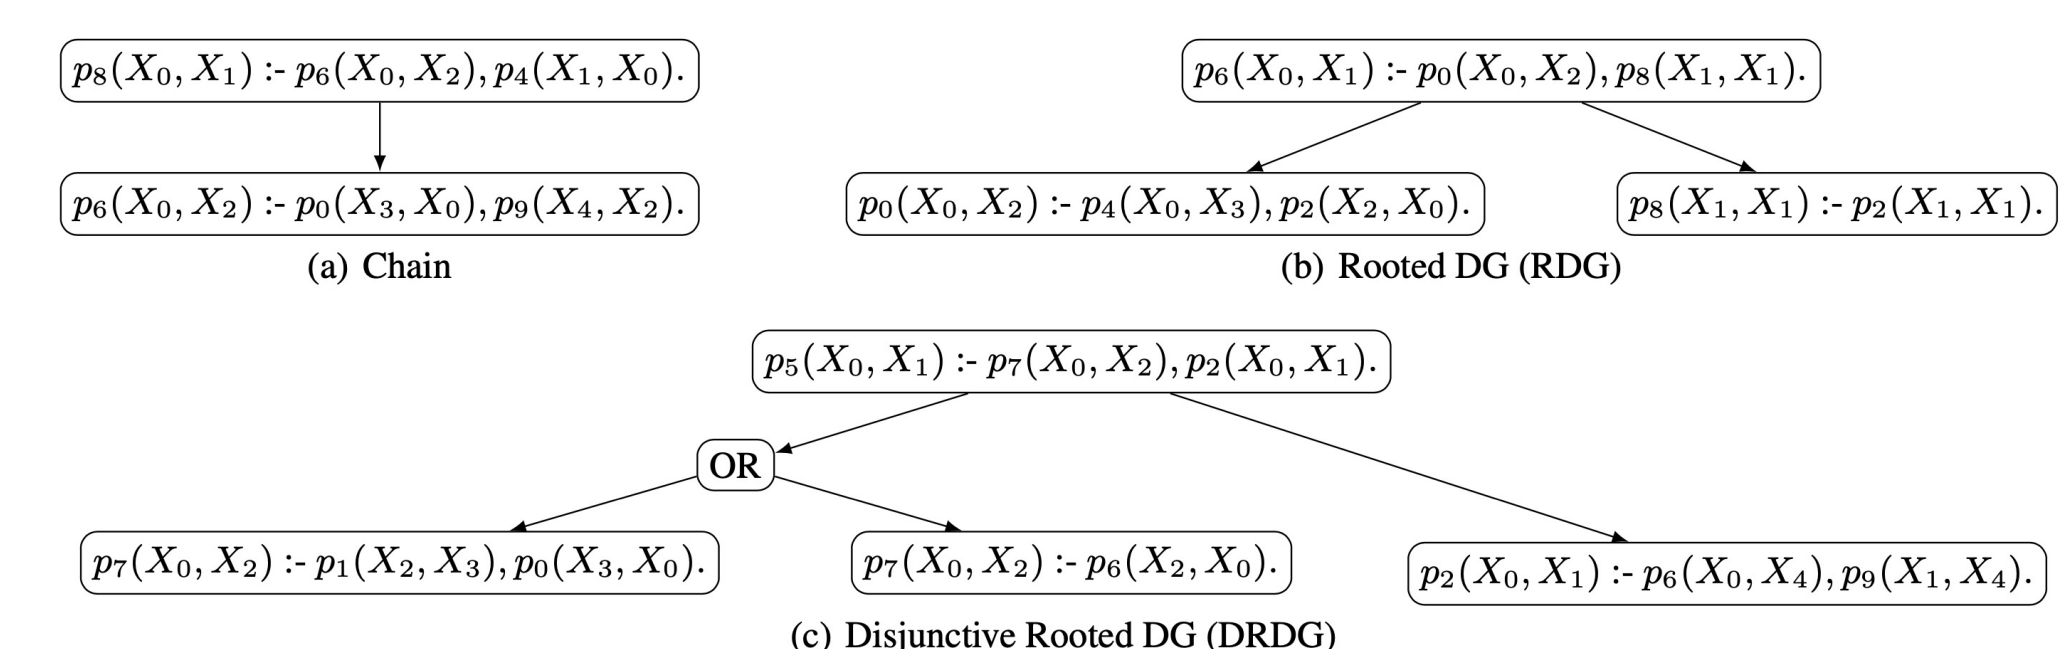 p₈(X₀, X₁) :- p₆(X₀, X₂), p₄(X₁, X₀).
p₆(X₀, X₂) :- p₀(X₃, X₀), p₉(X₄, X₂).
(a) Chain
p₆(X₀, X₁) :- p₀(X₀, X₂), p₈(X₁, X₁).
p₀(X₀, X₂) :- p₄(X₀, X₃), p₂(X₂, X₀).
p₈(X₁, X₁) :- p₂(X₁, X₁).
(b) Rooted DG (RDG)
p₅(X₀, X₁) :- p₇(X₀, X₂), p₂(X₀, X₁).
OR
p₇(X₀, X₂) :- p₁(X₂, X₃), p₀(X₃, X₀).
p₇(X₀, X₂) :- p₆(X₂, X₀).
p₂(X₀, X₁) :- p₆(X₀, X₄), p₉(X₁, X₄).
(c) Disjunctive Rooted DG (DRDG)